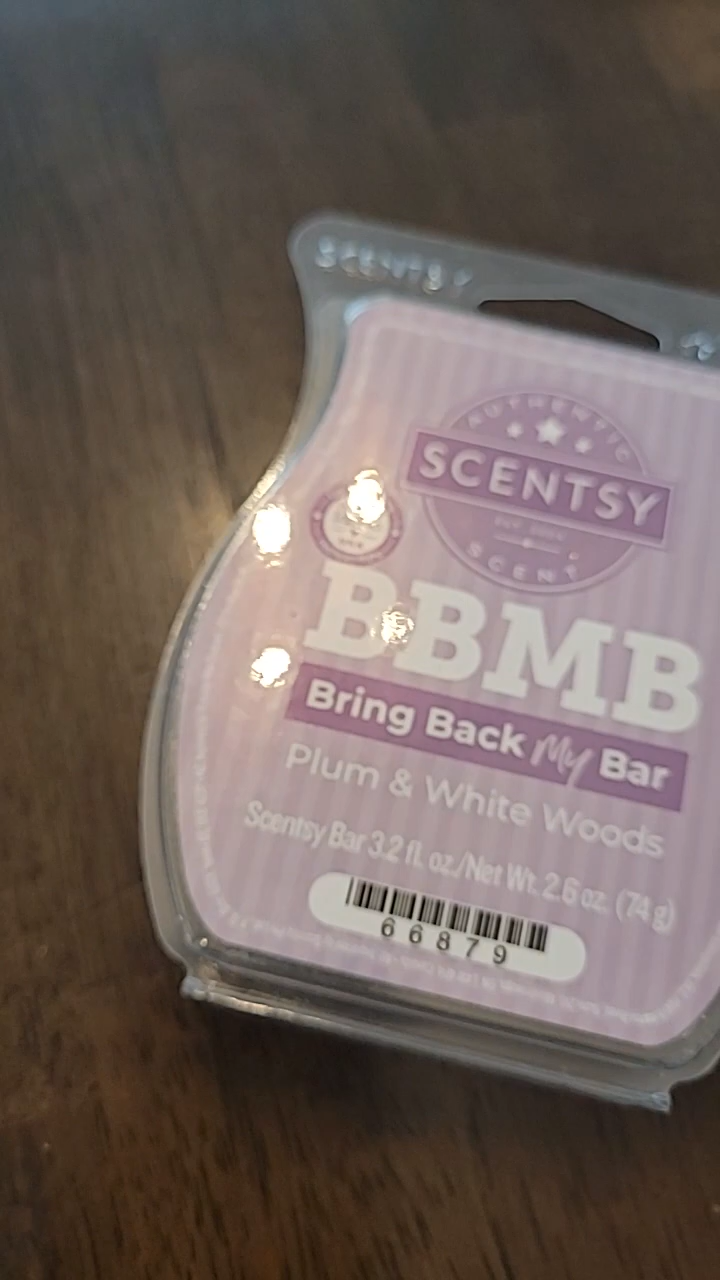 SCENTSY
AUTHENTIC
SCENTSY
SCENT
BBMB
Bring Back My Bar
Plum & White Woods
Scentsy Bar 3.2 fl. oz./Net Wt. 2.6 oz. (74 g)
66879